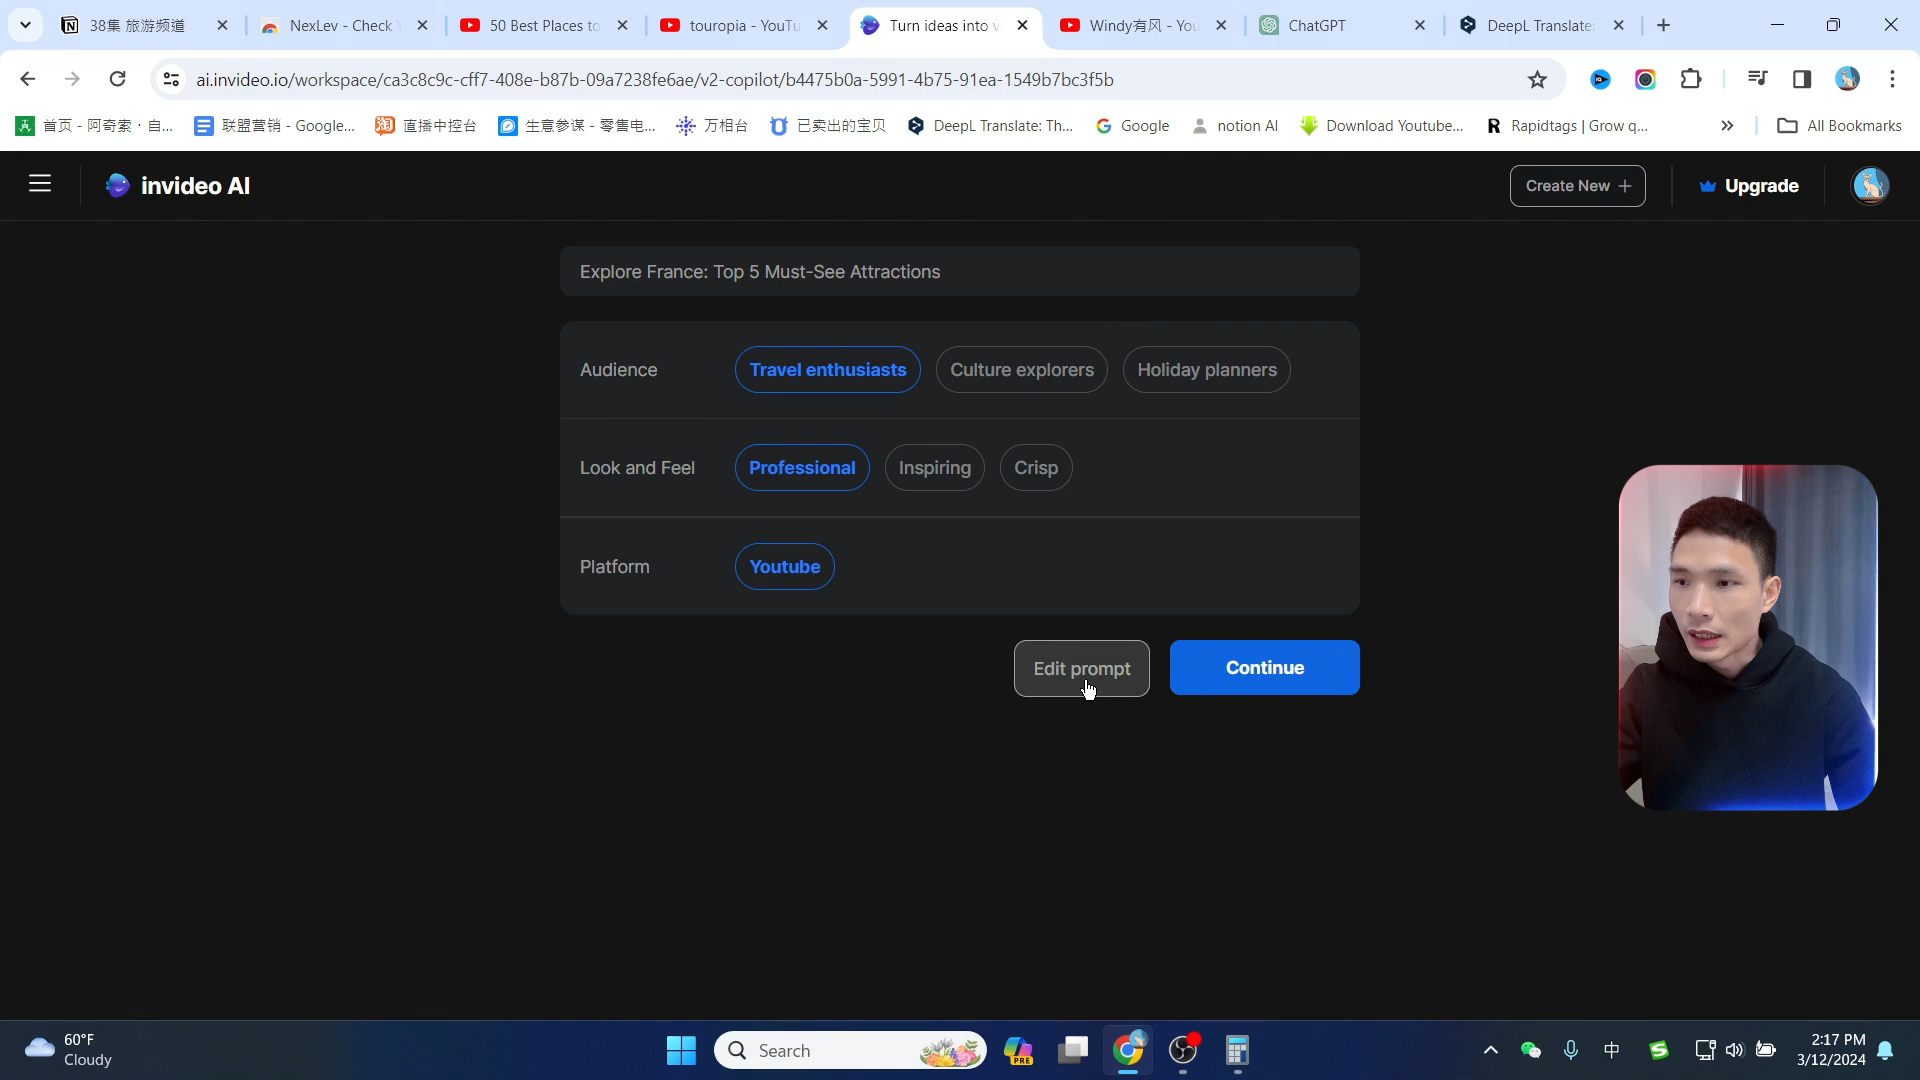 38集 旅游频道
NexLev - Check
50 Best Places to
touropia - YouTu
Turn ideas into v
Windy有风 - You
ChatGPT
DeepL Translate:
ai.invideo.io/workspace/ca3c8c9c-cff7-408e-b87b-09a7238fe6ae/v2-copilot/b4475b0a-5991-4b75-91ea-1549b7bc3f5b
首页 - 阿奇索 · 自...
联盟营销 - Google...
直播中控台
生意参谋 - 零售电...
万相台
已卖出的宝贝
DeepL Translate: Th...
Google
notion AI
Download Youtube...
Rapidtags | Grow q...
All Bookmarks
invideo AI
Create New +
Upgrade
Explore France: Top 5 Must-See Attractions
Audience
Travel enthusiasts
Culture explorers
Holiday planners
Look and Feel
Professional
Inspiring
Crisp
Platform
Youtube
Edit prompt
Continue
60°F
Cloudy
Search
PRE
中
2:17 PM
3/12/2024